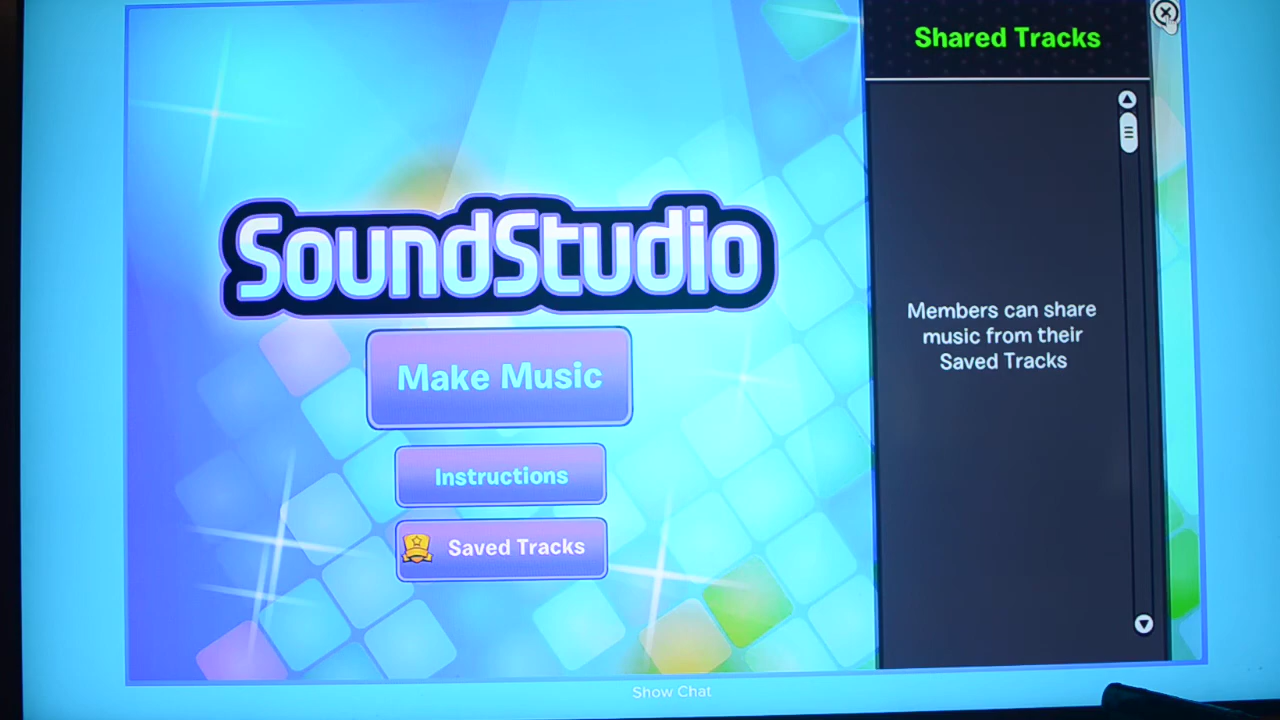 Shared Tracks
SoundStudio
Make Music
Instructions
Saved Tracks
Members can share
music from their
Saved Tracks
Show Chat